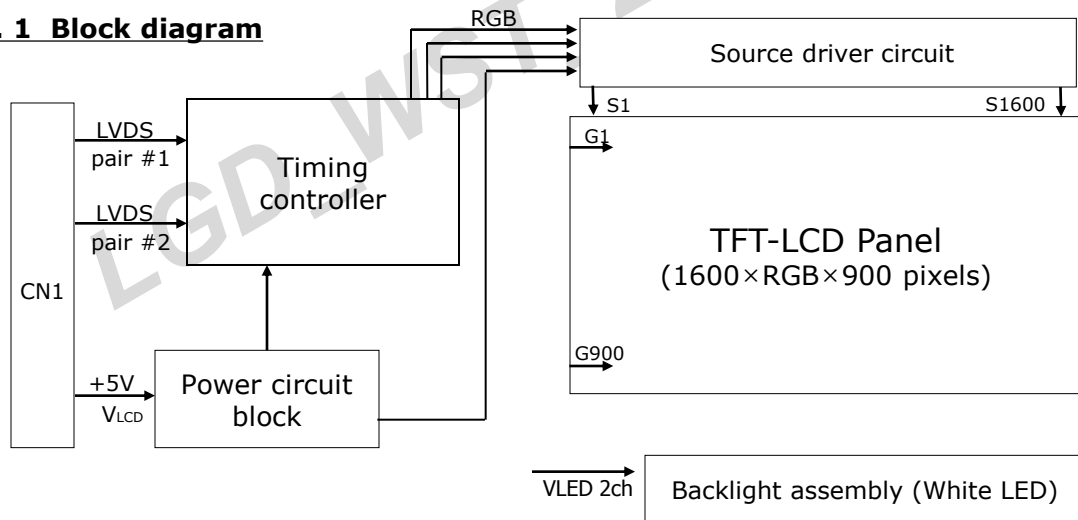 . 1 Block diagram
RGB
Source driver circuit
S1
S1600
CN1
LVDS
pair #1
LVDS
pair #2
Timing
controller
G1
TFT-LCD Panel
(1600×RGB×900 pixels)
G900
+5V
VLCD
Power circuit
block
VLED 2ch
Backlight assembly (White LED)
LGD_WST